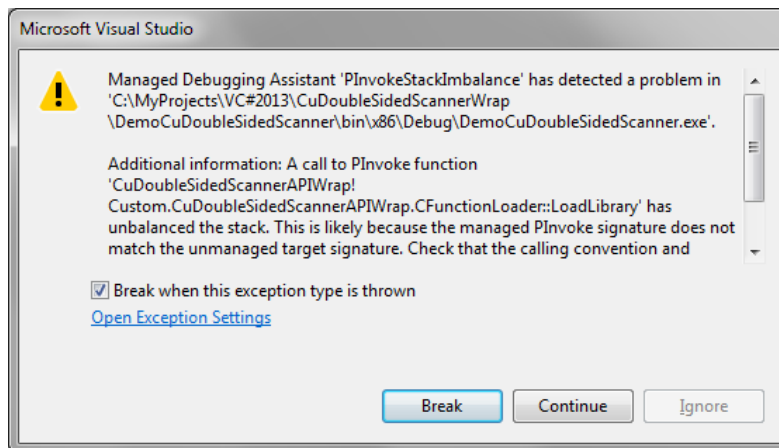 Microsoft Visual Studio
Managed Debugging Assistant 'PInvokeStackImbalance' has detected a problem in
'C:\MyProjects\VC#2013\CuDoubleSidedScannerWrap
\DemoCuDoubleSidedScanner\bin\x86\Debug\DemoCuDoubleSidedScanner.exe'.
Additional information: A call to PInvoke function
'CuDoubleSidedScannerAPIWrap!
Custom.CuDoubleSidedScannerAPIWrap.CFunctionLoader::LoadLibrary' has
unbalanced the stack. This is likely because the managed PInvoke signature does not
match the unmanaged target signature. Check that the calling convention and
Break when this exception type is thrown
Open Exception Settings
Break
Continue
Ignore